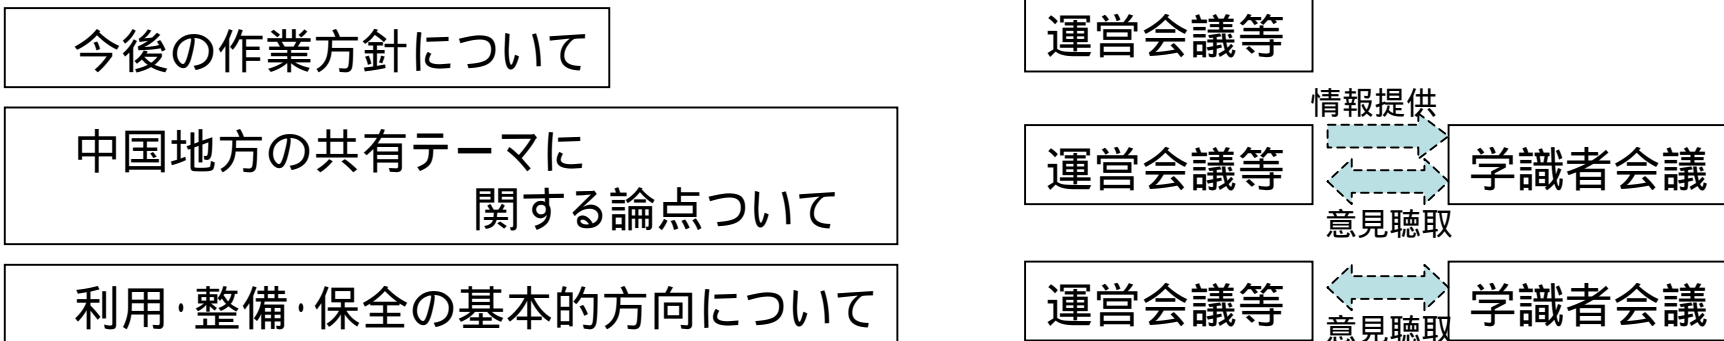 今後の作業方針について
運営会議等
中国地方の共有テーマに
関する論点ついて
運営会議等
情報提供
意見聴取
学識者会議
利用・整備・保全の基本的方向について
運営会議等
意見聴取
学識者会議